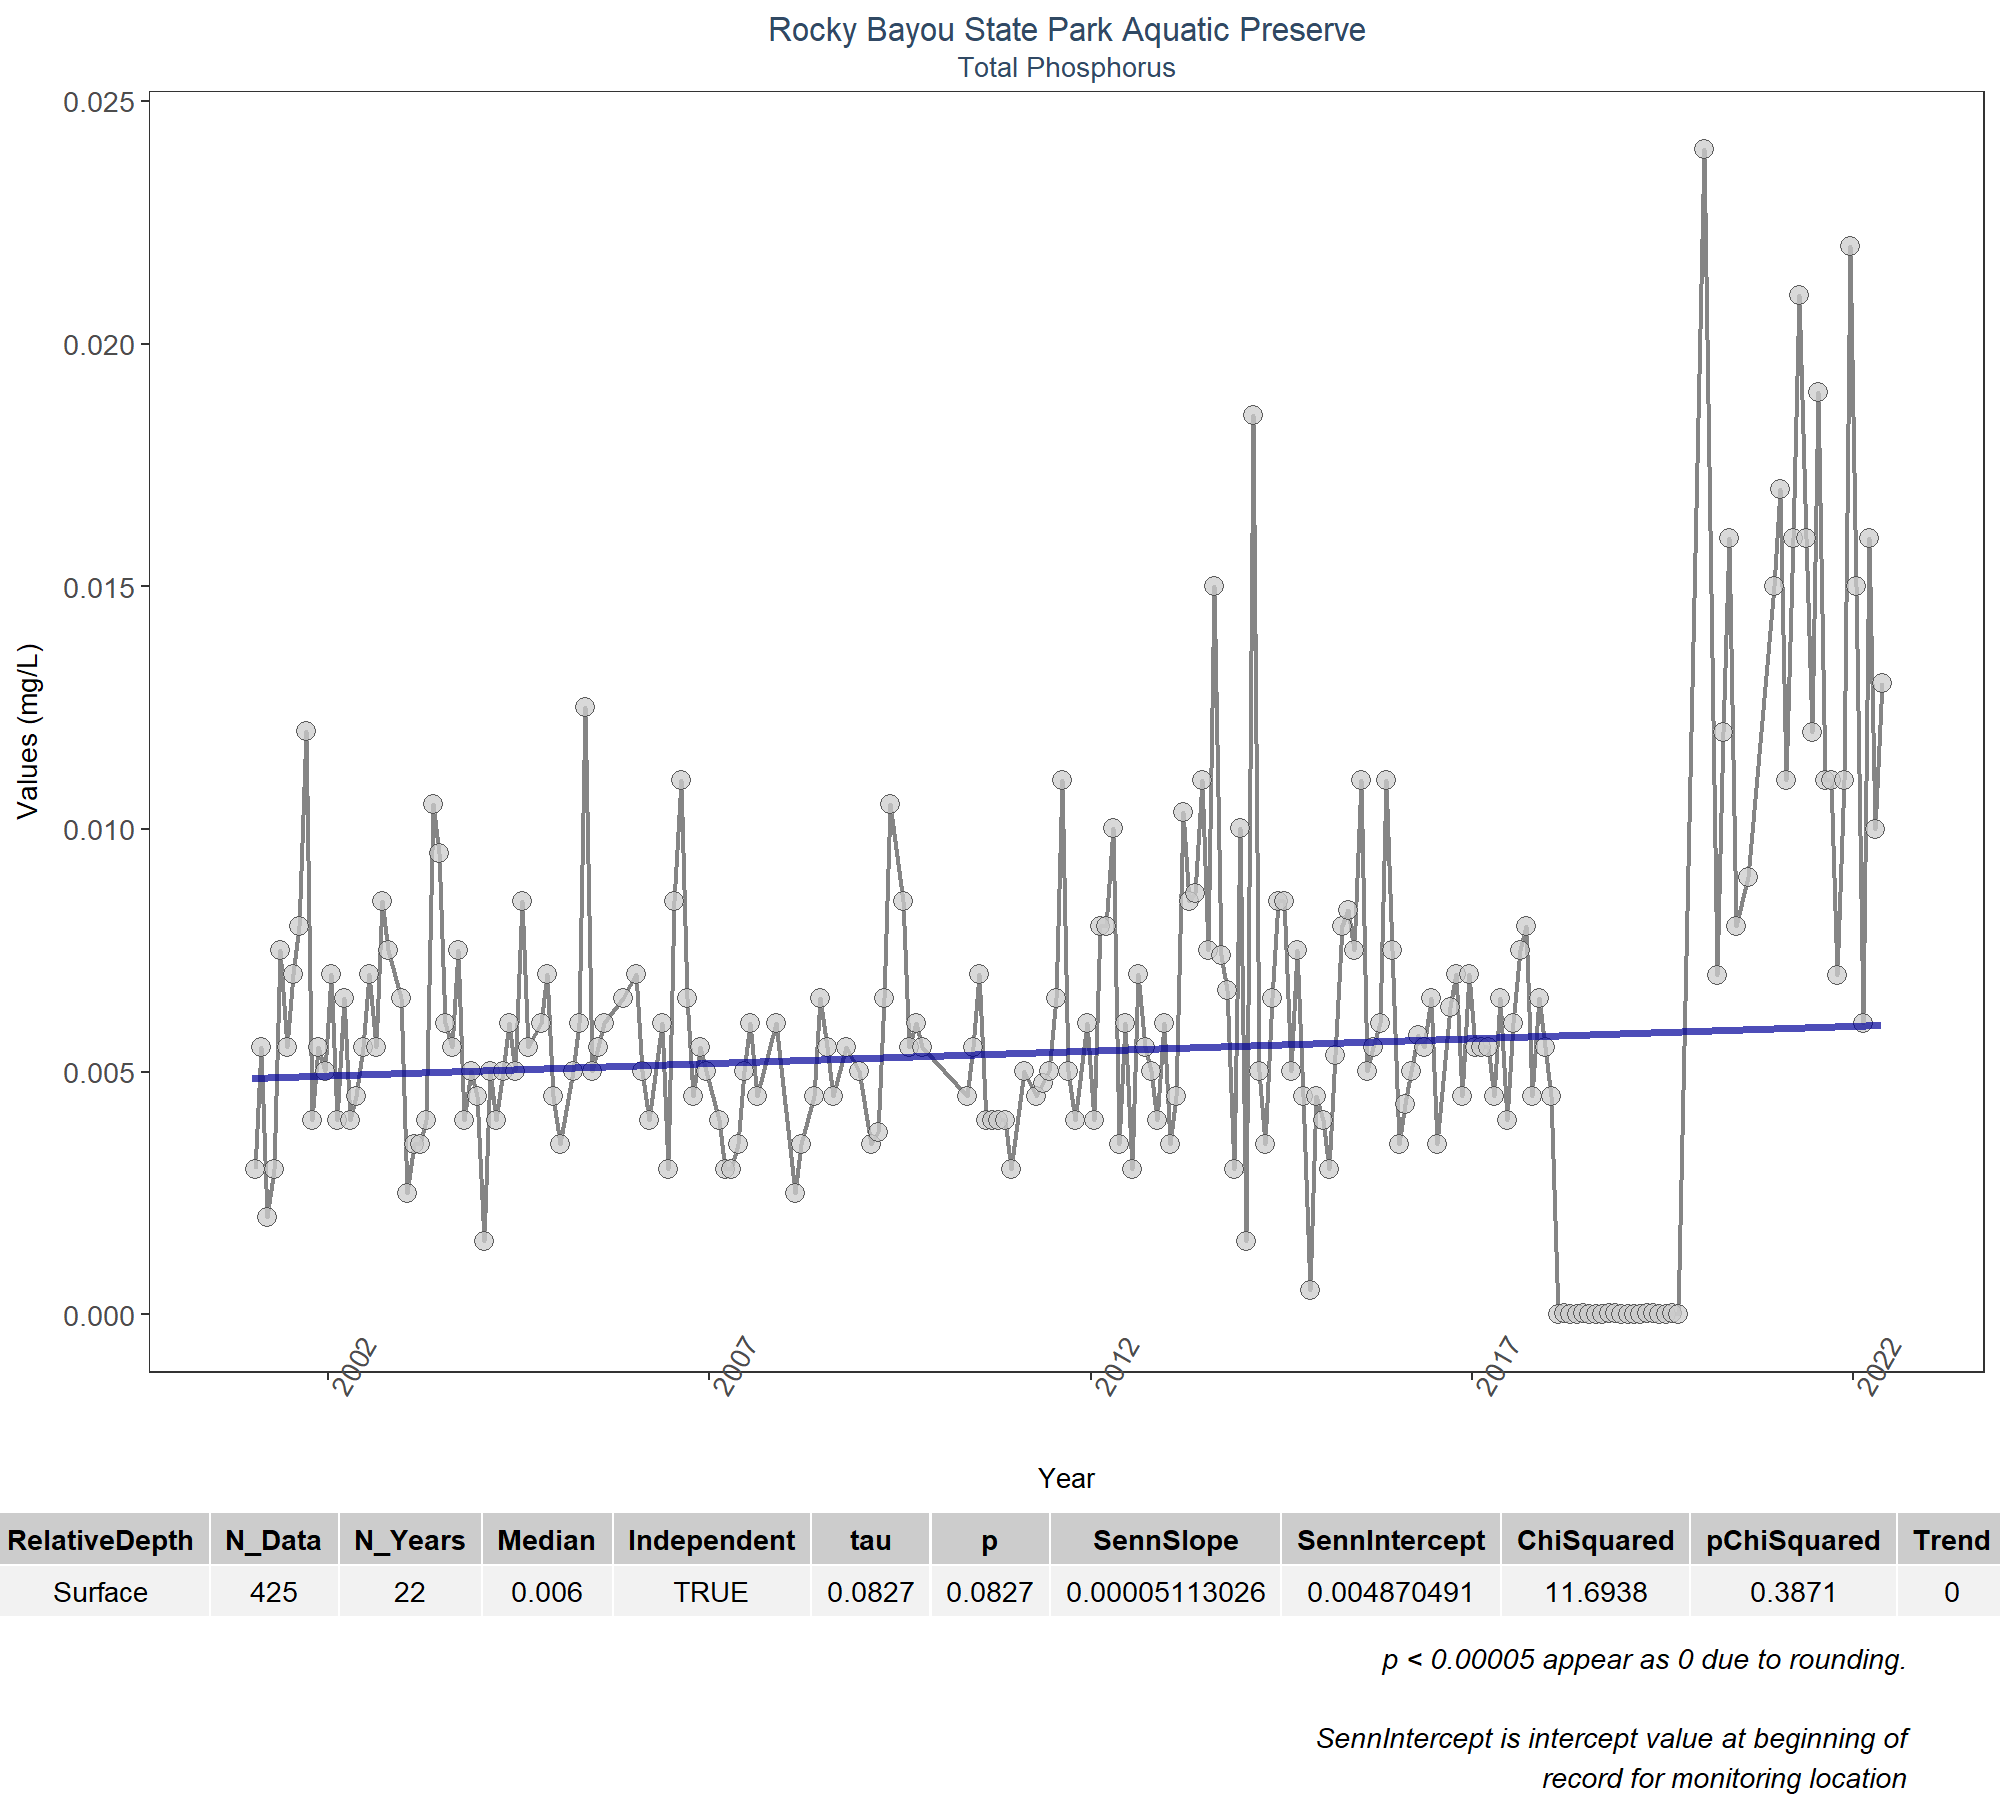 Rocky Bayou State Park Aquatic Preserve
Total Phosphorus
0.025
0.020
0.015
0.010
0.005
0.000
Values (mg/L)
2002
2007
2012
2017
2022
Year
RelativeDepth N_Data N_Years Median Independent tau p SennSlope SennIntercept ChiSquared pChiSquared Trend
Surface 425 22 0.006 TRUE 0.0827 0.0827 0.00005113026 0.004870491 11.6938 0.3871 0
p < 0.00005 appear as 0 due to rounding.
SennIntercept is intercept value at beginning of
record for monitoring location